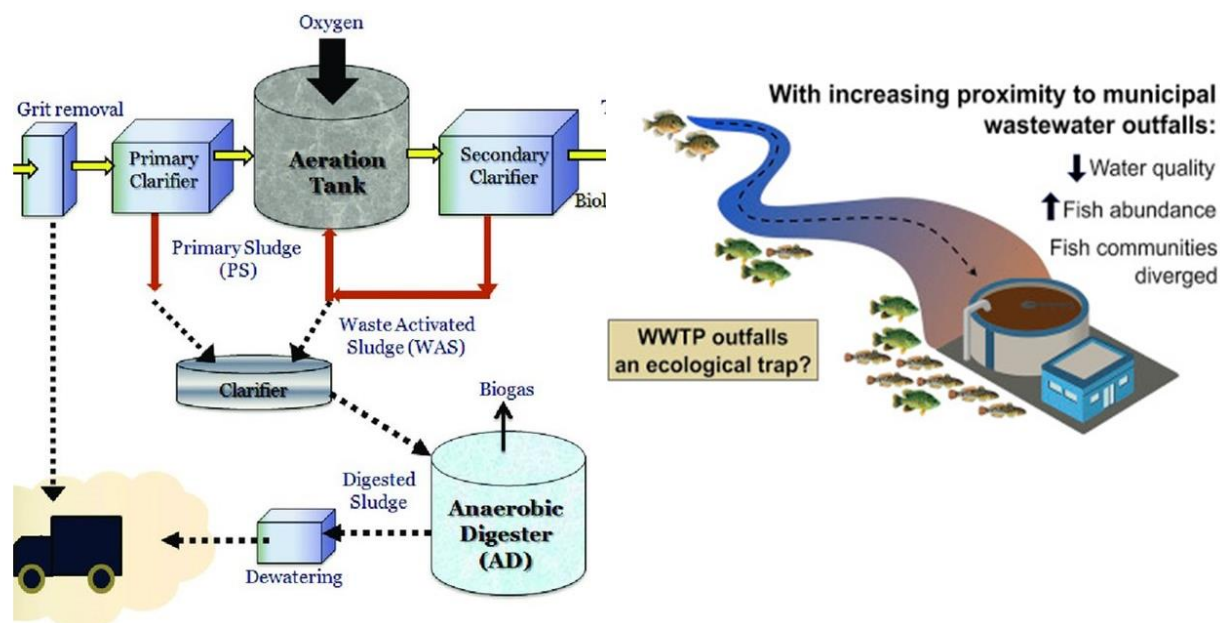 Oxygen
Grit removal
Primary
Clarifier
Aeration
Tank
Secondary
Clarifier
Primary Sludge
(PS)
Waste Activated
Sludge (WAS)
Clarifier
Biogas
Digested
Sludge
Anaerobic
Digester
(AD)
Dewatering
With increasing proximity to municipal
wastewater outfalls:
Water quality
Fish abundance
Fish communities
diverged
WWTP outfalls
an ecological trap?